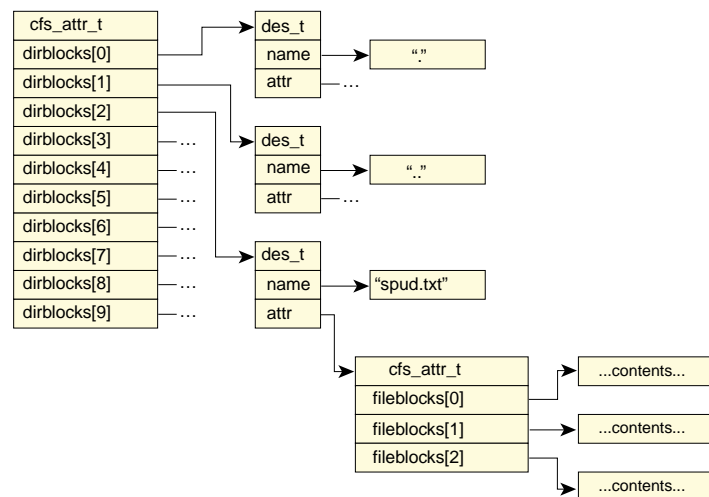 cfs_attr_t
dirblocks[0]
dirblocks[1]
dirblocks[2]
dirblocks[3]
dirblocks[4]
dirblocks[5]
dirblocks[6]
dirblocks[7]
dirblocks[8]
dirblocks[9]
...
...
...
...
...
...
...
des_t
name
attr
“.”
...
des_t
name
attr
“..”
...
des_t
name
attr
“spud.txt”
cfs_attr_t
fileblocks[0]
fileblocks[1]
fileblocks[2]
...contents...
...contents...
...contents...